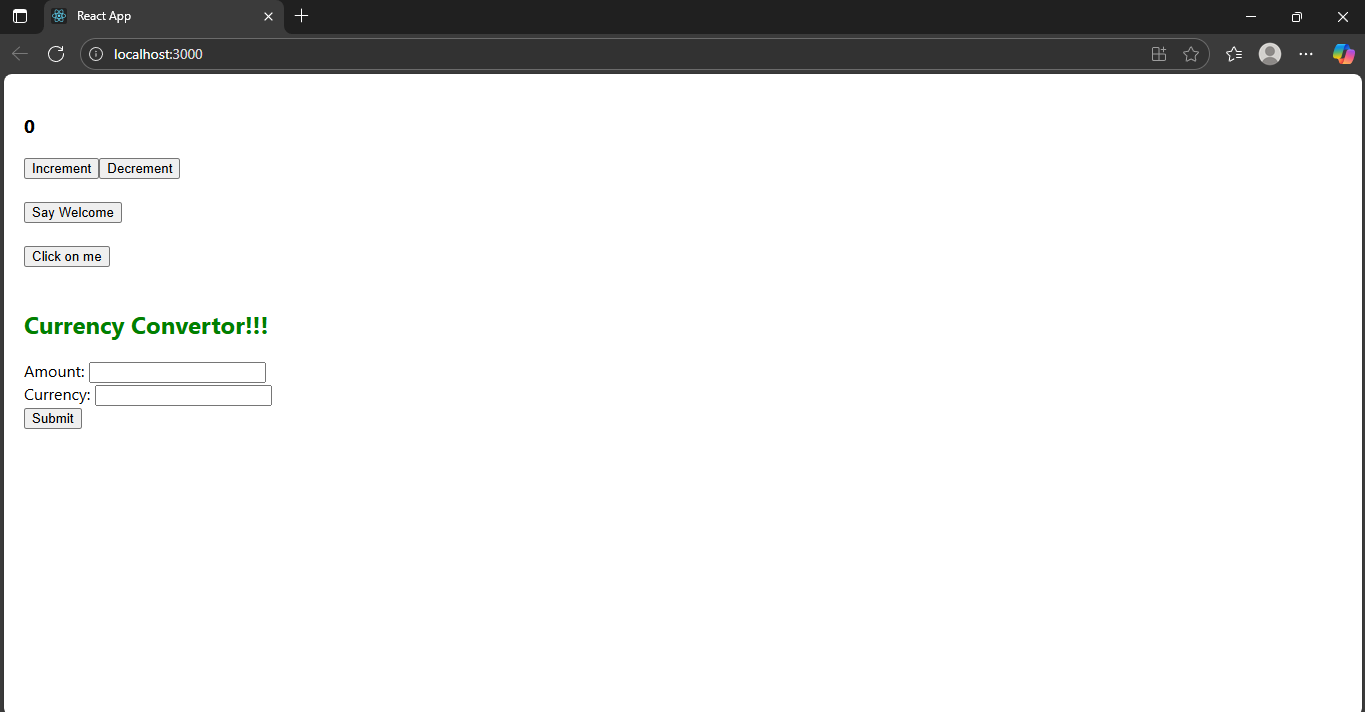 React App
localhost:3000
0
Increment Decrement
Say Welcome
Click on me
Currency Convertor!!!
Amount:
Currency:
Submit